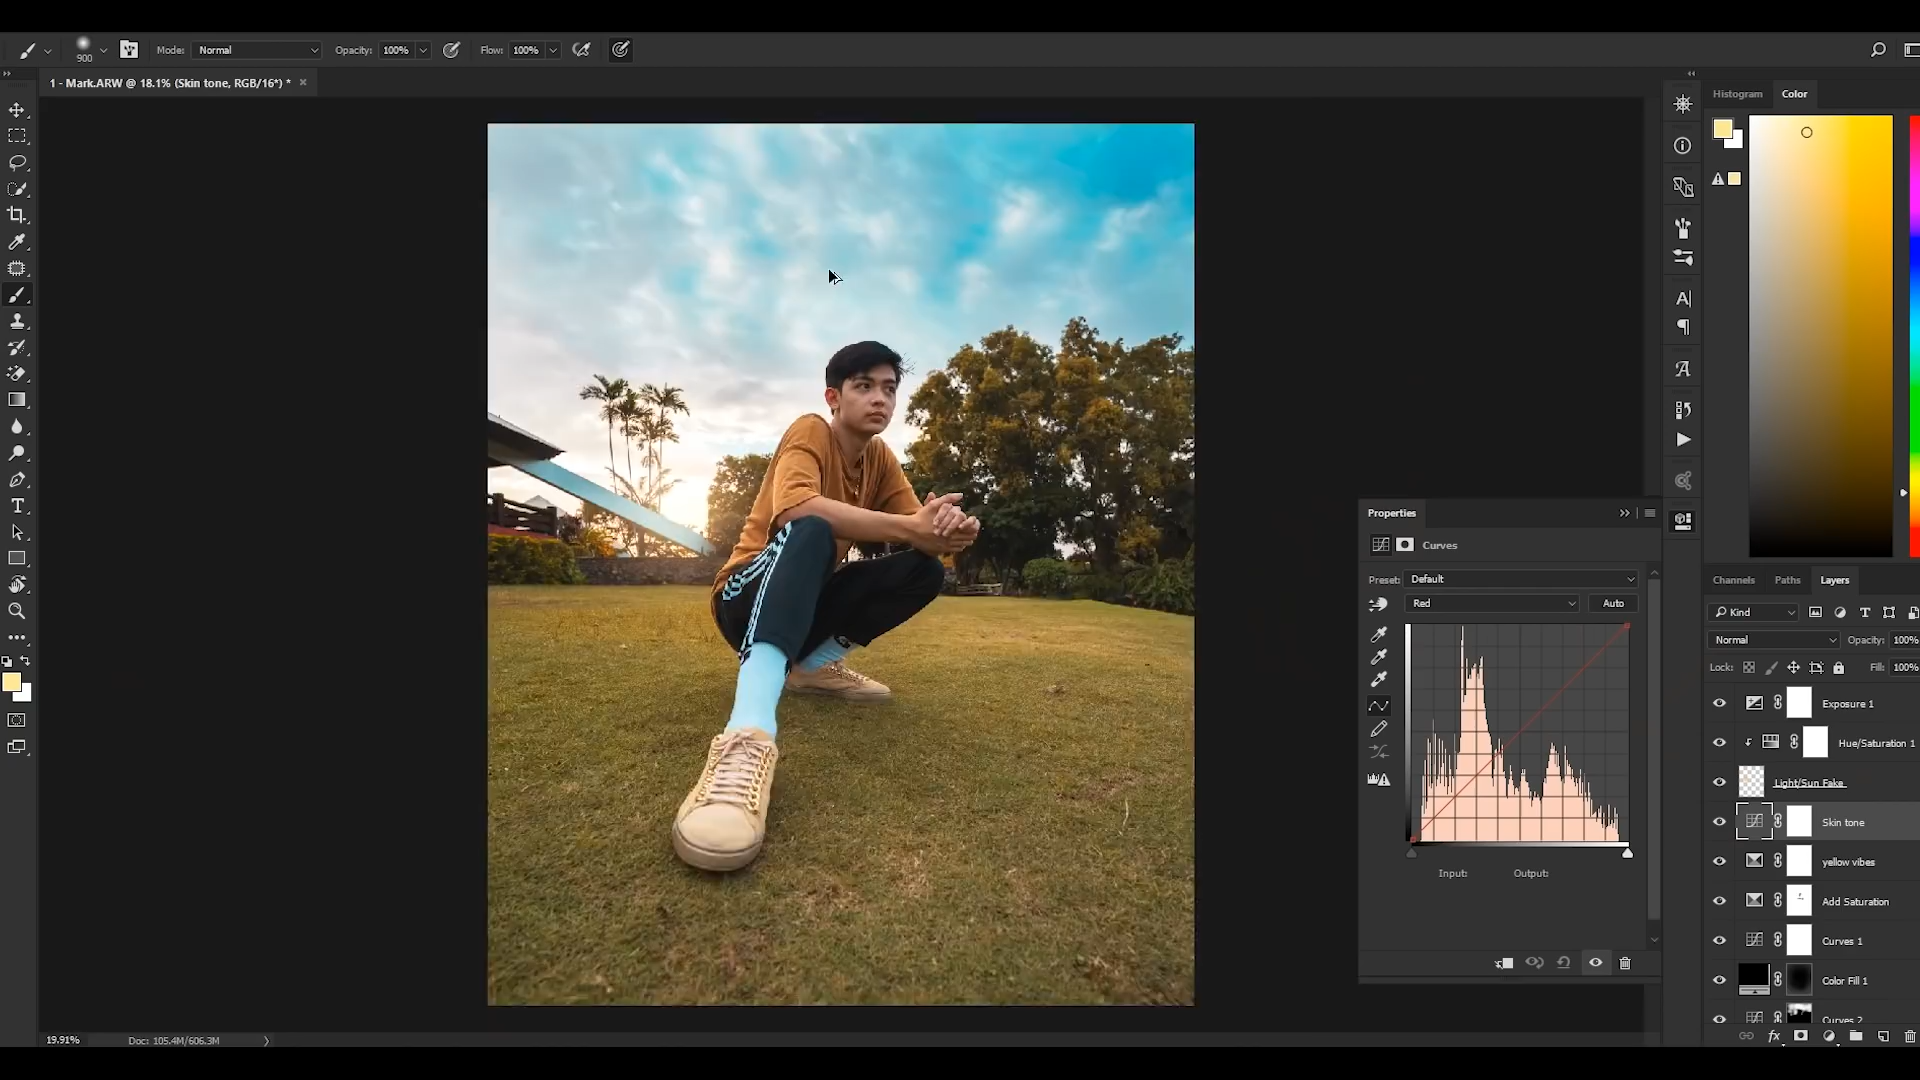 900
Mode: Normal
Opacity: 100%
Flow: 100%
1 - Mark.ARW @ 18.1% (Skin tone, RGB/16*) *
Histogram
Color
Properties
Curves
Preset: Default
Red
Auto
Input:
Output:
Channels
Paths
Layers
Kind
Normal
Opacity: 100%
Lock:
Fill: 100%
Exposure 1
Hue/Saturation 1
Light/Sun Fake
Skin tone
yellow vibes
Add Saturation
Curves 1
Color Fill 1
Curves 2
fx
19.91%
Doc: 105.4M/606.3M